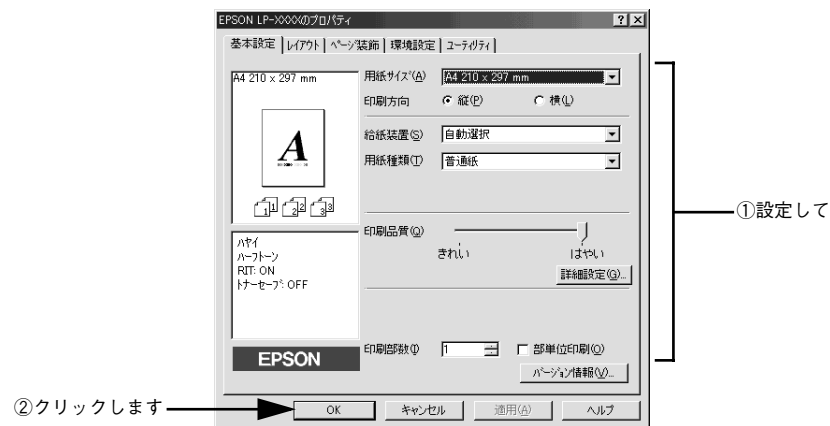 EPSON LP-XXXXのプロパティ
基本設定 レイアウト ページ装飾 環境設定 ユーティリティ
A4 210 x 297 mm
A
1 1 2 2 3 3
ハヤイ
ハーフトーン
RIT: ON
トナーセーブ: OFF
EPSON
用紙サイズ(A) A4 210 x 297 mm
印刷方向 縦(P) 横(L)
給紙装置(S) 自動選択
用紙種類(T) 普通紙
印刷品質(Q)
きれい はやい
詳細設定(G)...
印刷部数(I) 1 部単位印刷(O)
バージョン情報(V)...
OK キャンセル 適用(A) ヘルプ
①設定して
②クリックします